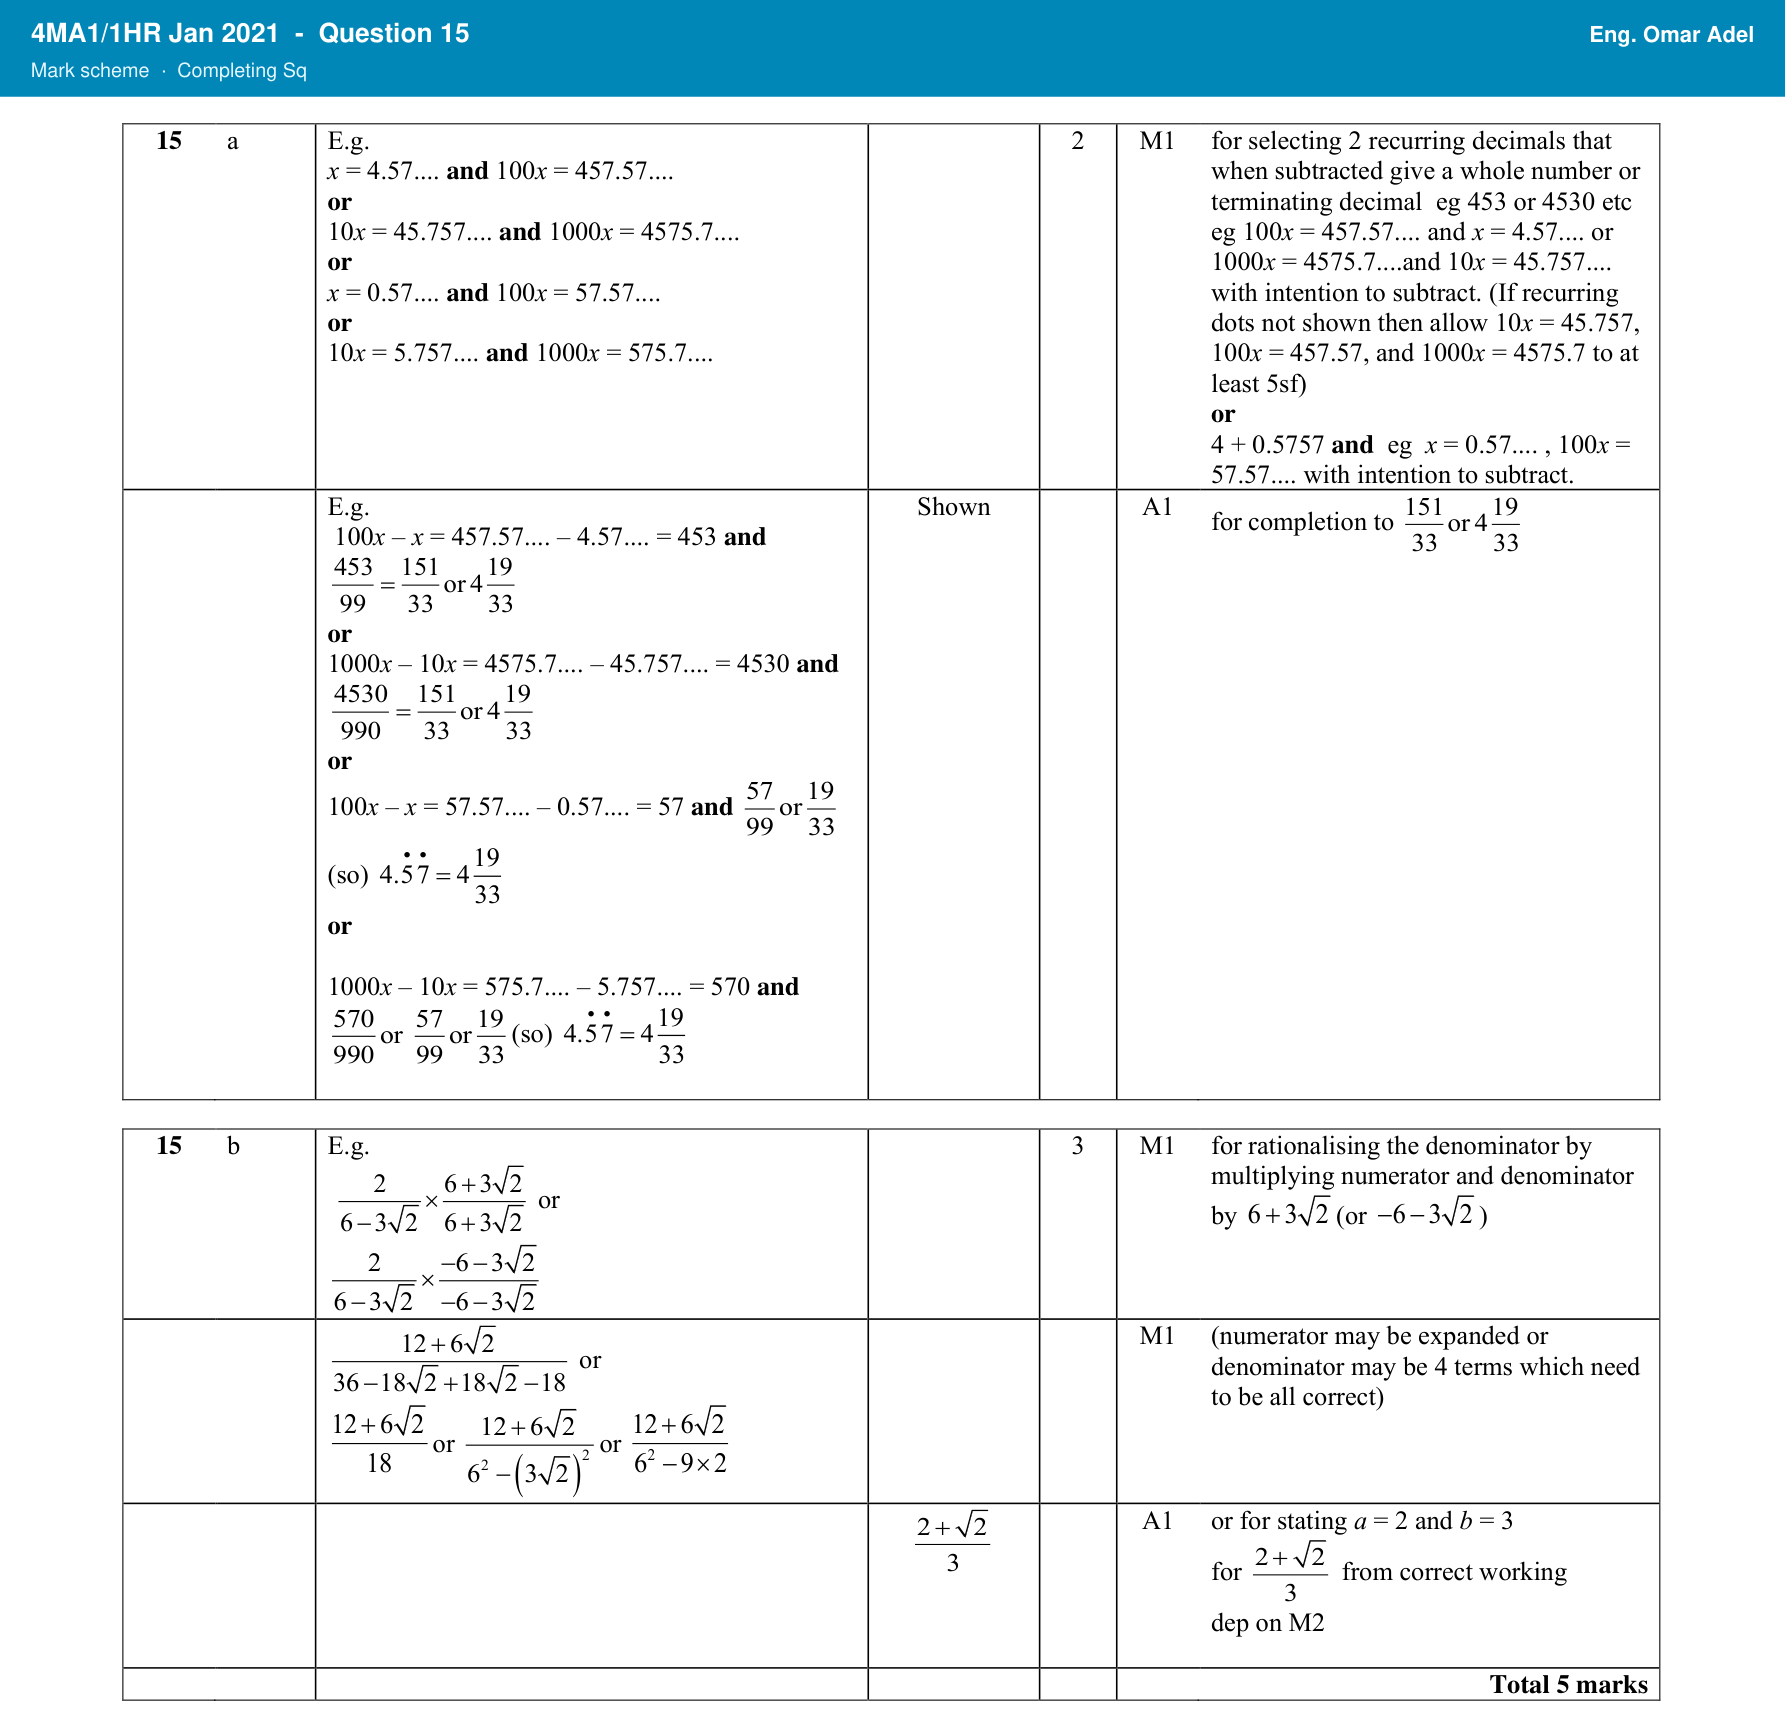 4MA1/1HR Jan 2021 - Question 15
Eng. Omar Adel
Mark scheme · Completing Sq
15 a E.g. 2 M1 for selecting 2 recurring decimals that
x = 4.57.... and 100x = 457.57.... when subtracted give a whole number or
or terminating decimal eg 453 or 4530 etc
10x = 45.757.... and 1000x = 4575.7.... eg 100x = 457.57.... and x = 4.57.... or
or 1000x = 4575.7....and 10x = 45.757....
x = 0.57.... and 100x = 57.57.... with intention to subtract. (If recurring
or dots not shown then allow 10x = 45.757,
10x = 5.757.... and 1000x = 575.7.... 100x = 457.57, and 1000x = 4575.7 to at
least 5sf)
or
4 + 0.5757 and eg x = 0.57.... , 100x =
57.57.... with intention to subtract.
E.g. Shown A1 for completion to 151/33 or 4 19/33
100x – x = 457.57.... – 4.57.... = 453 and
453/99 = 151/33 or 4 19/33
or
1000x – 10x = 4575.7.... – 45.757.... = 4530 and
4530/990 = 151/33 or 4 19/33
or
100x – x = 57.57.... – 0.57.... = 57 and 57/99 or 19/33
(so) 4.5̇7̇ = 4 19/33
or
1000x – 10x = 575.7.... – 5.757.... = 570 and
570/990 or 57/99 or 19/33 (so) 4.5̇7̇ = 4 19/33
15 b E.g. 3 M1 for rationalising the denominator by
multiplying numerator and denominator
2/(6−3√2) × (6+3√2)/(6+3√2) or by 6+3√2 (or −6−3√2)
2/(6−3√2) × (−6−3√2)/(−6−3√2)
(12+6√2)/(36−18√2+18√2−18) or M1 (numerator may be expanded or
denominator may be 4 terms which need
to be all correct)
(12+6√2)/18 or (12+6√2)/(6²−(3√2)²) or (12+6√2)/(6²−9×2)
(2+√2)/3 A1 or for stating a = 2 and b = 3
for (2+√2)/3 from correct working
dep on M2
Total 5 marks